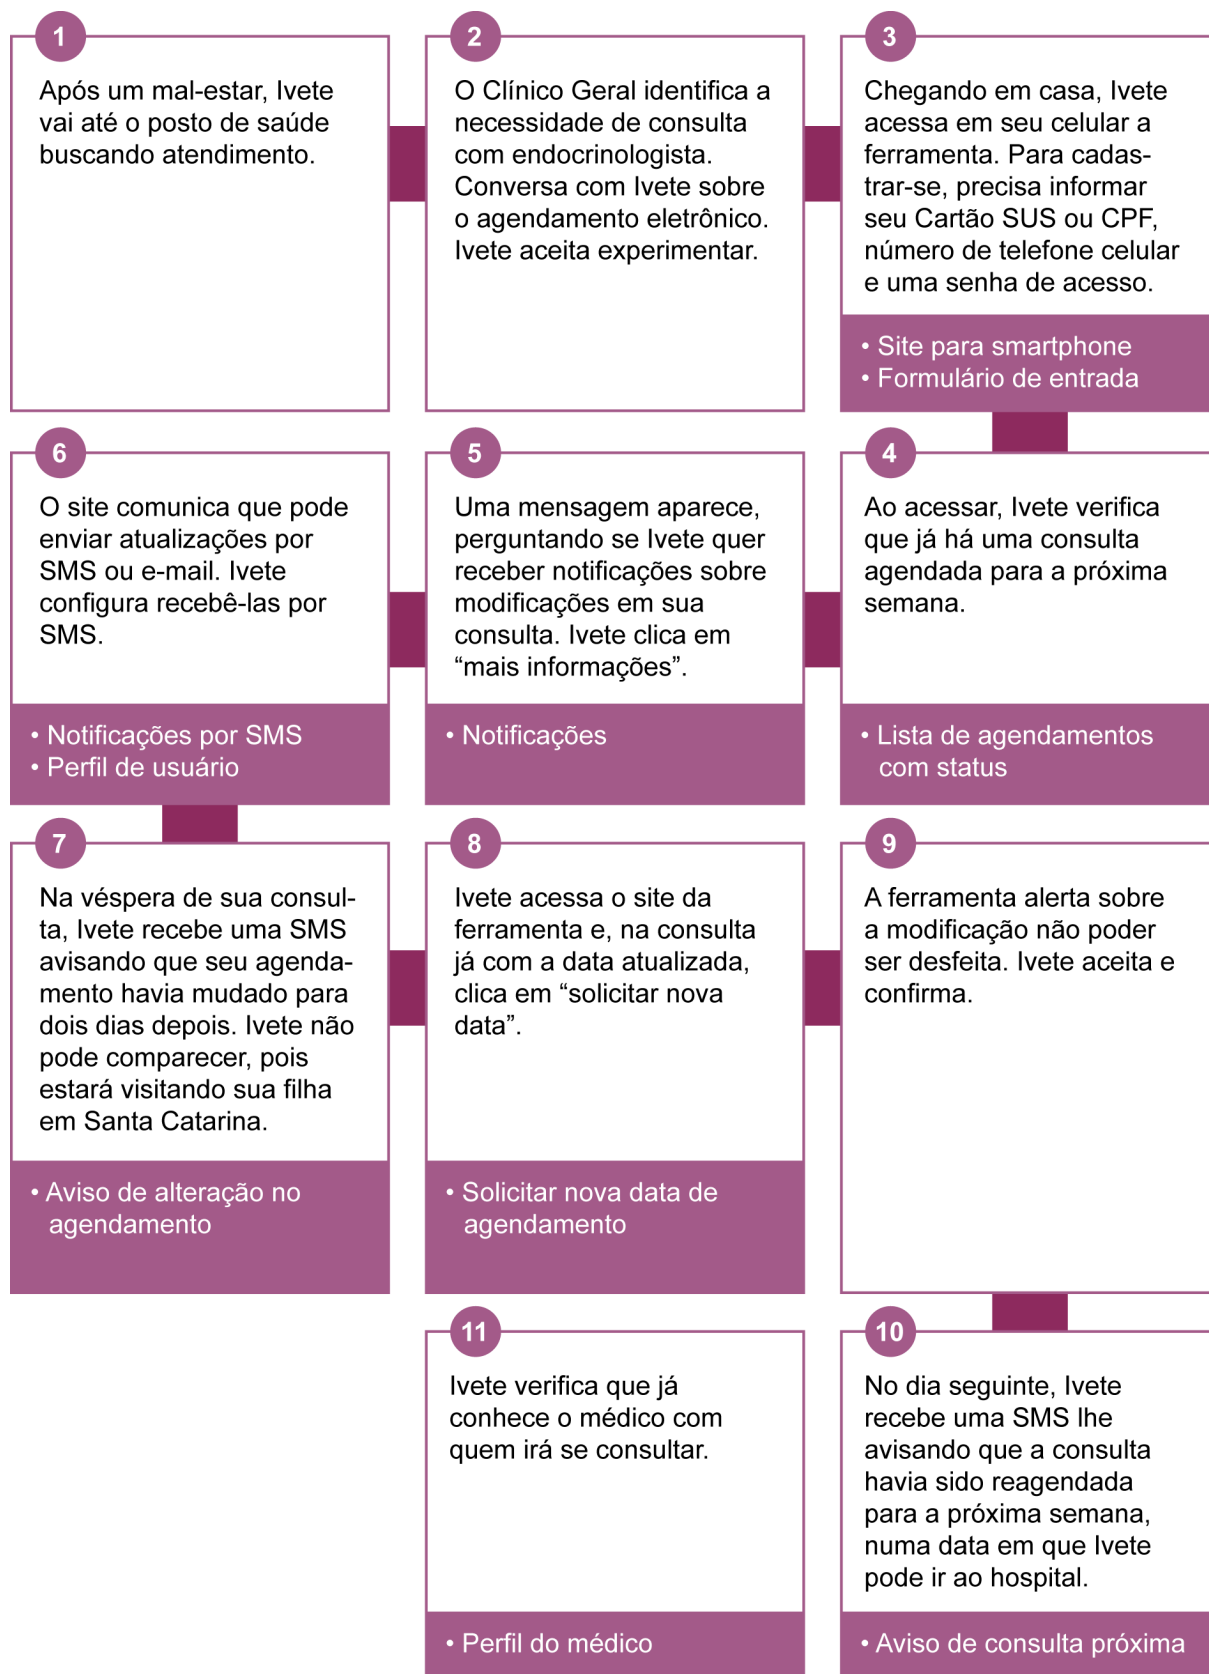 1
Após um mal-estar, Ivete
vai até o posto de saúde
buscando atendimento.
2
O Clínico Geral identifica a
necessidade de consulta
com endocrinologista.
Conversa com Ivete sobre
o agendamento eletrônico.
Ivete aceita experimentar.
3
Chegando em casa, Ivete
acessa em seu celular a
ferramenta. Para cadas-
trar-se, precisa informar
seu Cartão SUS ou CPF,
número de telefone celular
e uma senha de acesso.
• Site para smartphone
• Formulário de entrada
4
Ao acessar, Ivete verifica
que já há uma consulta
agendada para a próxima
semana.
• Lista de agendamentos
com status
5
Uma mensagem aparece,
perguntando se Ivete quer
receber notificações sobre
modificações em sua
consulta. Ivete clica em
“mais informações”.
• Notificações
6
O site comunica que pode
enviar atualizações por
SMS ou e-mail. Ivete
configura recebê-las por
SMS.
• Notificações por SMS
• Perfil de usuário
7
Na véspera de sua consul-
ta, Ivete recebe uma SMS
avisando que seu agenda-
mento havia mudado para
dois dias depois. Ivete não
pode comparecer, pois
estará visitando sua filha
em Santa Catarina.
• Aviso de alteração no
agendamento
8
Ivete acessa o site da
ferramenta e, na consulta
já com a data atualizada,
clica em “solicitar nova
data”.
• Solicitar nova data de
agendamento
9
A ferramenta alerta sobre
a modificação não poder
ser desfeita. Ivete aceita e
confirma.
10
No dia seguinte, Ivete
recebe uma SMS lhe
avisando que a consulta
havia sido reagendada
para a próxima semana,
numa data em que Ivete
pode ir ao hospital.
• Aviso de consulta próxima
11
Ivete verifica que já
conhece o médico com
quem irá se consultar.
• Perfil do médico